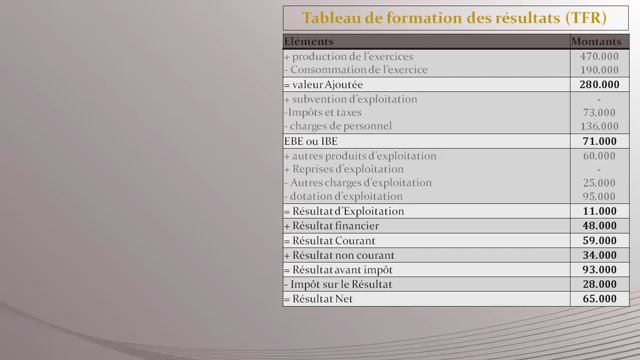 Tableau de formation des résultats (TFR)
Eléments Montants
+ production de l'exercices 470.000
- Consommation de l'exercice 190.000
= valeur Ajoutée 280.000
+ subvention d'exploitation -
-Impôts et taxes 73.000
- charges de personnel 136.000
EBE ou IBE 71.000
+ autres produits d'exploitation 60.000
+ Reprises d'exploitation -
- Autres charges d'exploitation 25.000
- dotation d'exploitation 95.000
= Résultat d'Exploitation 11.000
+ Résultat financier 48.000
= Résultat Courant 59.000
+ Résultat non courant 34.000
= Résultat avant impôt 93.000
- Impôt sur le Résultat 28.000
= Résultat Net 65.000